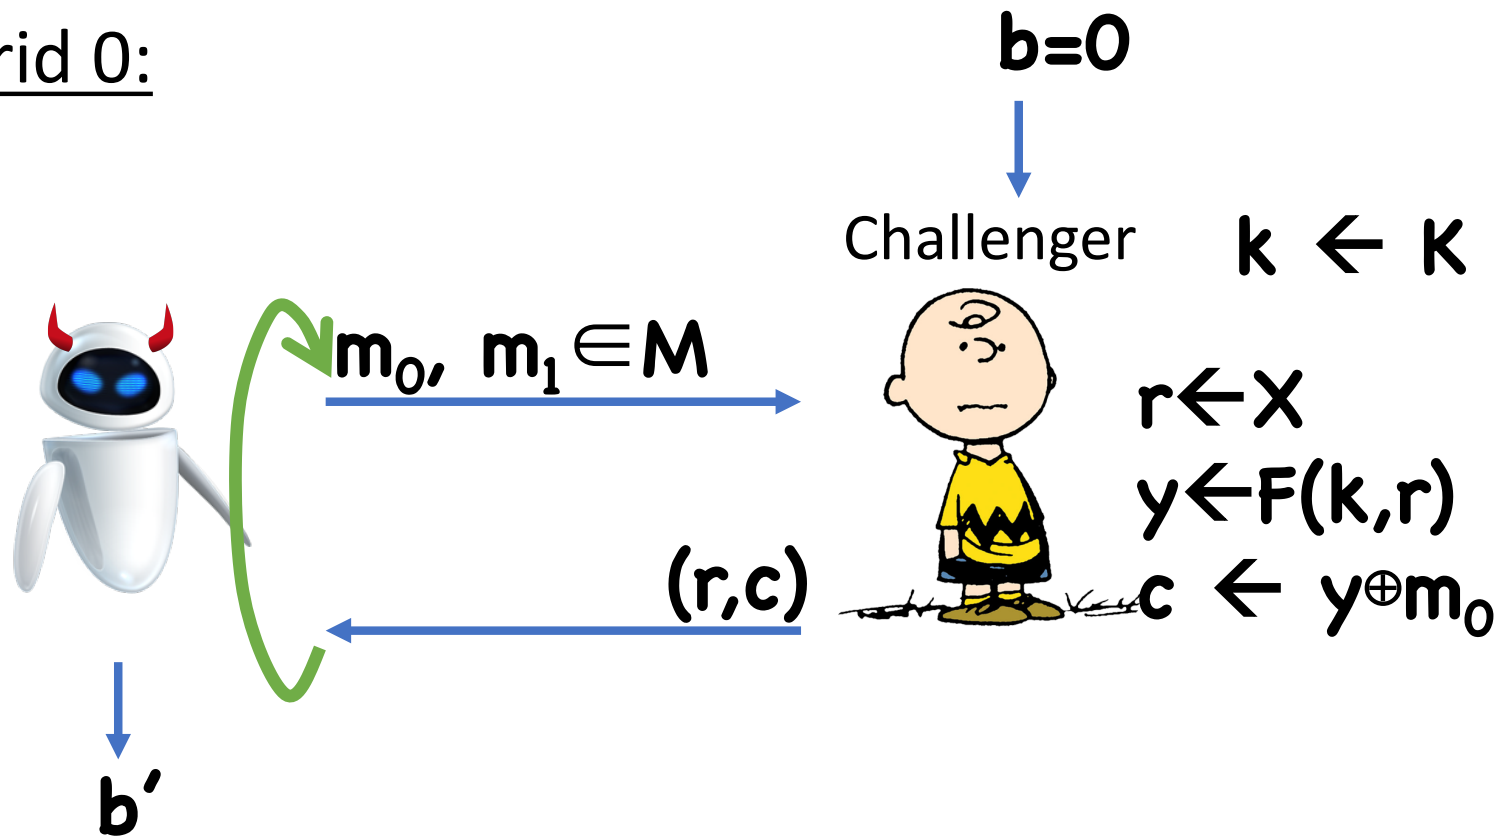 rid 0:
b=0
Challenger
k ← K
m₀, m₁ ∈ M
r←X
y←F(k,r)
(r,c)
c ← y⊕m₀
b′